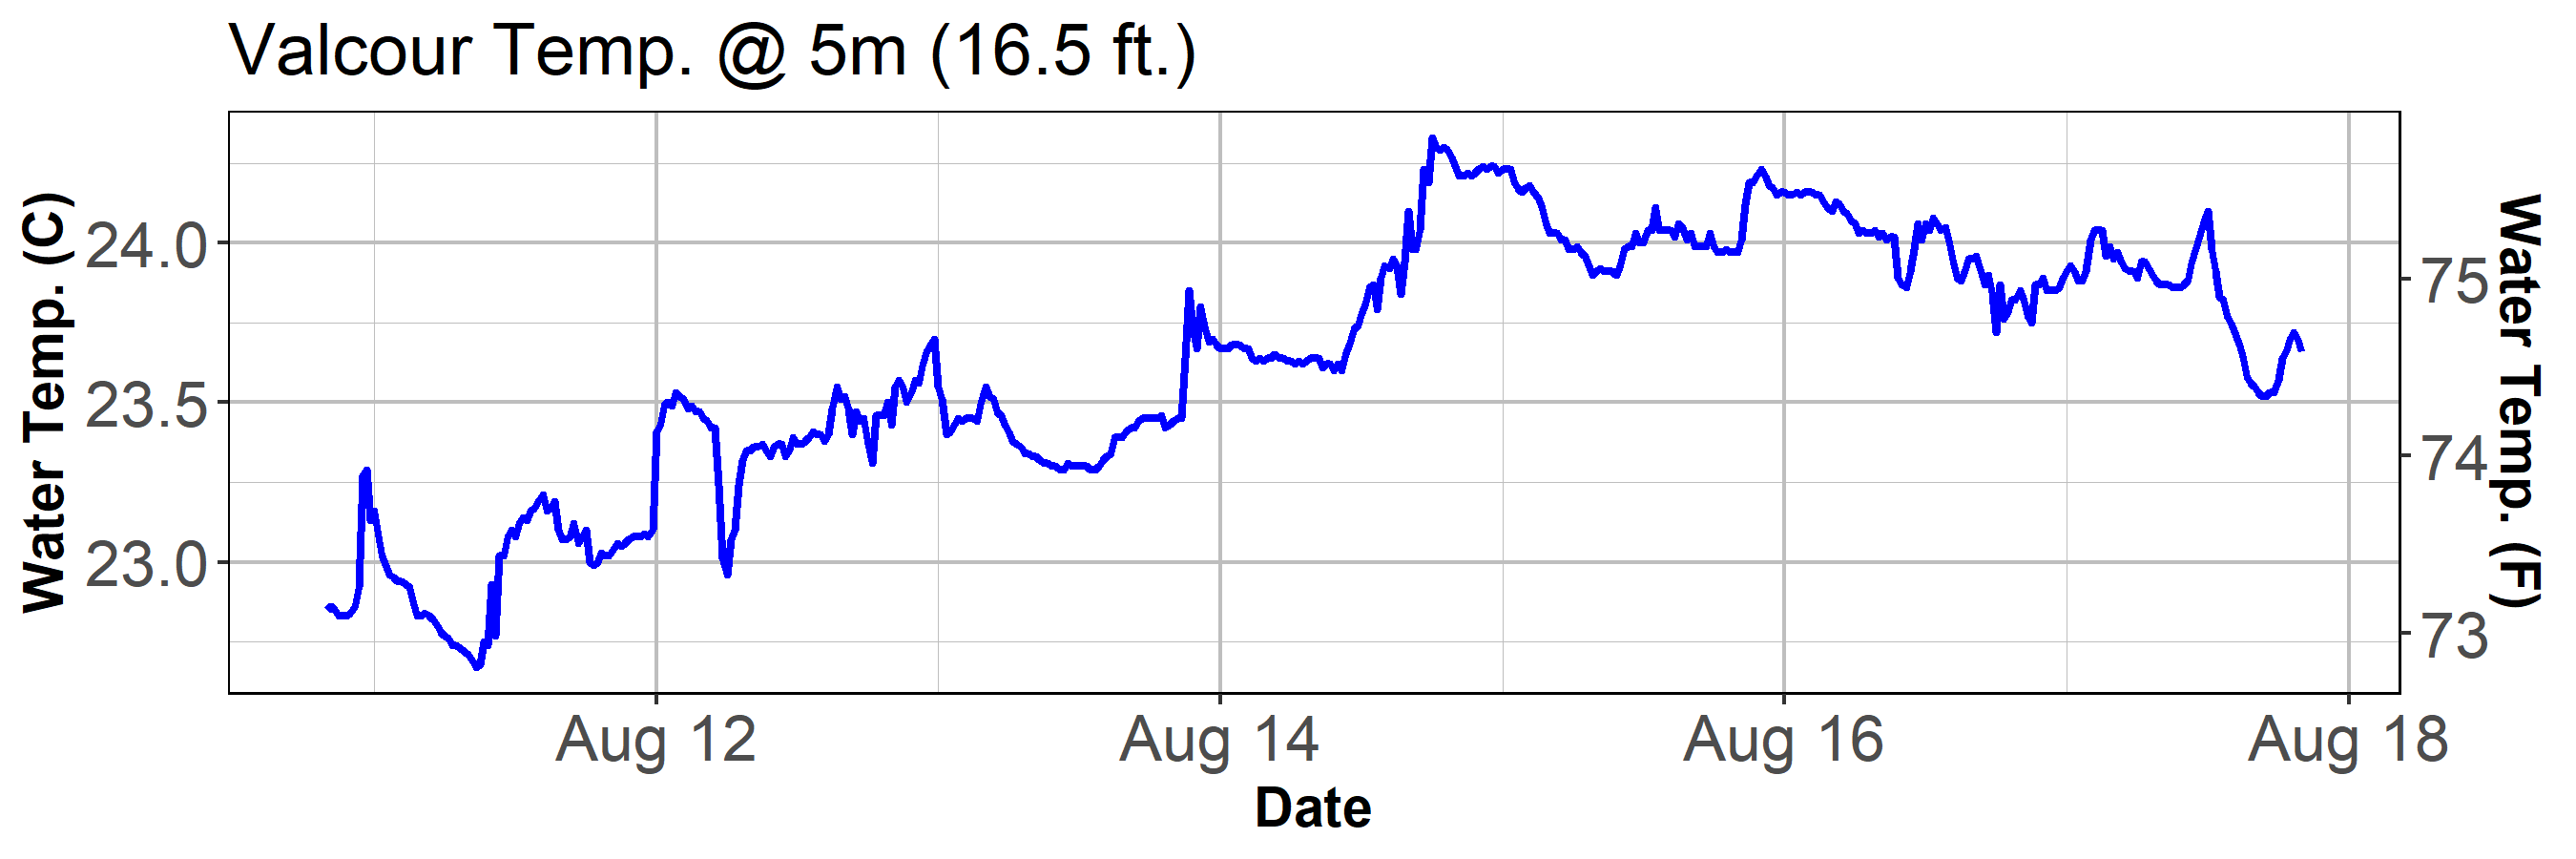 Valcour Temp. @ 5m (16.5 ft.)
Water Temp. (C)
24.0
23.5
23.0
75
74
73
Water Temp. (F)
Aug 12
Aug 14
Aug 16
Aug 18
Date